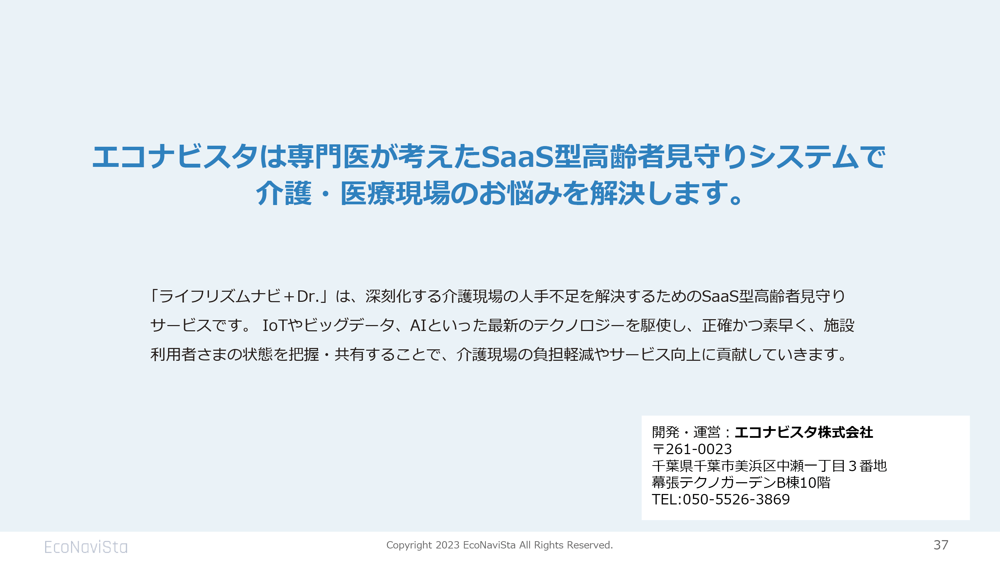 エコナビスタは専門医が考えたSaaS型高齢者見守りシステムで
介護・医療現場のお悩みを解決します。
「ライフリズムナビ＋Dr.」は、深刻化する介護現場の人手不足を解決するためのSaaS型高齢者見守り
サービスです。 IoTやビッグデータ、AIといった最新のテクノロジーを駆使し、正確かつ素早く、施設
利用者さまの状態を把握・共有することで、介護現場の負担軽減やサービス向上に貢献していきます。
開発・運営：エコナビスタ株式会社
〒261-0023
千葉県千葉市美浜区中瀬一丁目３番地
幕張テクノガーデンB棟10階
TEL:050-5526-3869
EcoNaviSta
Copyright 2023 EcoNaviSta All Rights Reserved.
37